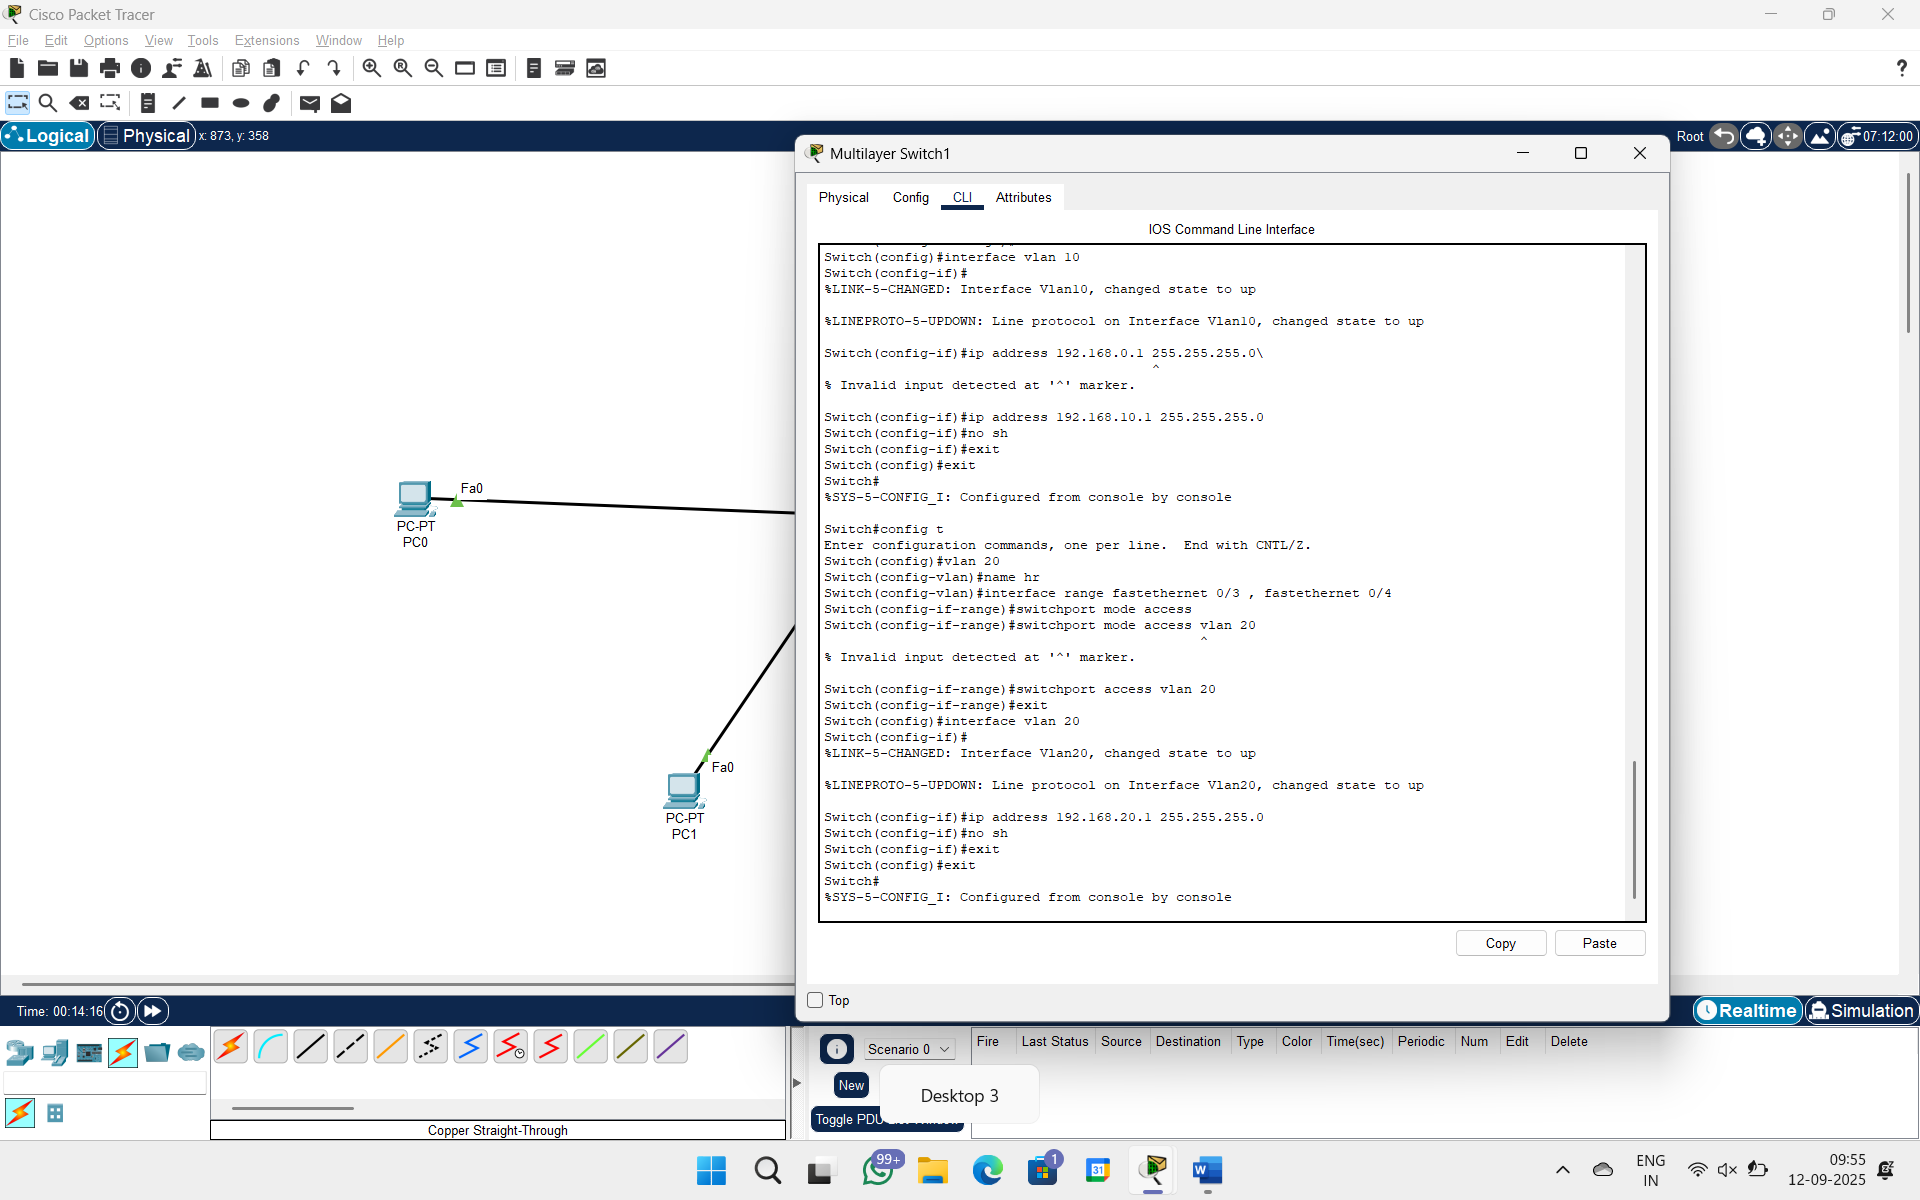 Cisco Packet Tracer
File Edit Options View Tools Extensions Window Help
?
Logical Physical x: 873, y: 358
Root 07:12:00
Multilayer Switch1
Physical Config CLI Attributes
IOS Command Line Interface
Switch(config)#interface vlan 10
Switch(config-if)#
%LINK-5-CHANGED: Interface Vlan10, changed state to up
%LINEPROTO-5-UPDOWN: Line protocol on Interface Vlan10, changed state to up
Switch(config-if)#ip address 192.168.0.1 255.255.255.0\
^
% Invalid input detected at '^' marker.
Switch(config-if)#ip address 192.168.10.1 255.255.255.0
Switch(config-if)#no sh
Switch(config-if)#exit
Switch(config)#exit
Switch#
%SYS-5-CONFIG_I: Configured from console by console
Switch#config t
Enter configuration commands, one per line.  End with CNTL/Z.
Switch(config)#vlan 20
Switch(config-vlan)#name hr
Switch(config-vlan)#interface range fastethernet 0/3 , fastethernet 0/4
Switch(config-if-range)#switchport mode access
Switch(config-if-range)#switchport mode access vlan 20
^
% Invalid input detected at '^' marker.
Switch(config-if-range)#switchport access vlan 20
Switch(config-if-range)#exit
Switch(config)#interface vlan 20
Switch(config-if)#
%LINK-5-CHANGED: Interface Vlan20, changed state to up
%LINEPROTO-5-UPDOWN: Line protocol on Interface Vlan20, changed state to up
Switch(config-if)#ip address 192.168.20.1 255.255.255.0
Switch(config-if)#no sh
Switch(config-if)#exit
Switch(config)#exit
Switch#
%SYS-5-CONFIG_I: Configured from console by console
Copy Paste
Top
Fa0
PC-PT
PC0
Fa0
PC-PT
PC1
Time: 00:14:16
Realtime Simulation
Scenario 0
New
Toggle PDU
Desktop 3
Fire Last Status Source Destination Type Color Time(sec) Periodic Num Edit Delete
Copper Straight-Through
99+
1
31
ENG
IN
09:55
12-09-2025